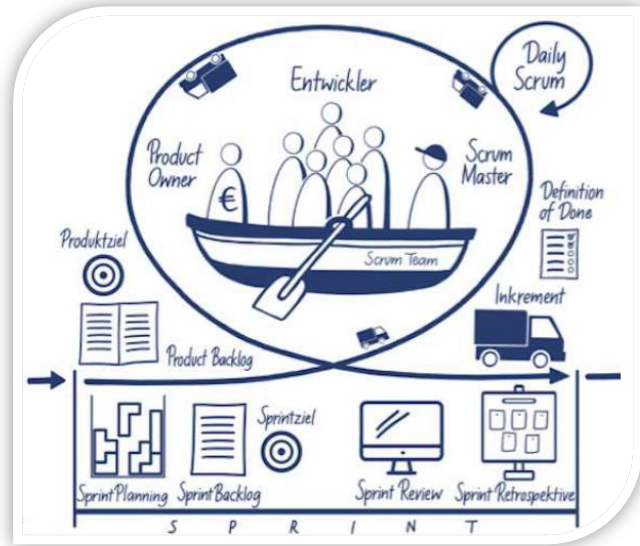 Daily
Scrum
Entwickler
Product
Owner
€
Scrum
Master
Definition
of Done
Produktziel
Scrum Team
Inkrement
Product Backlog
Sprintziel
Sprint Planning
Sprint Backlog
Sprint Review
Sprint Retrospektive
S P R I N T